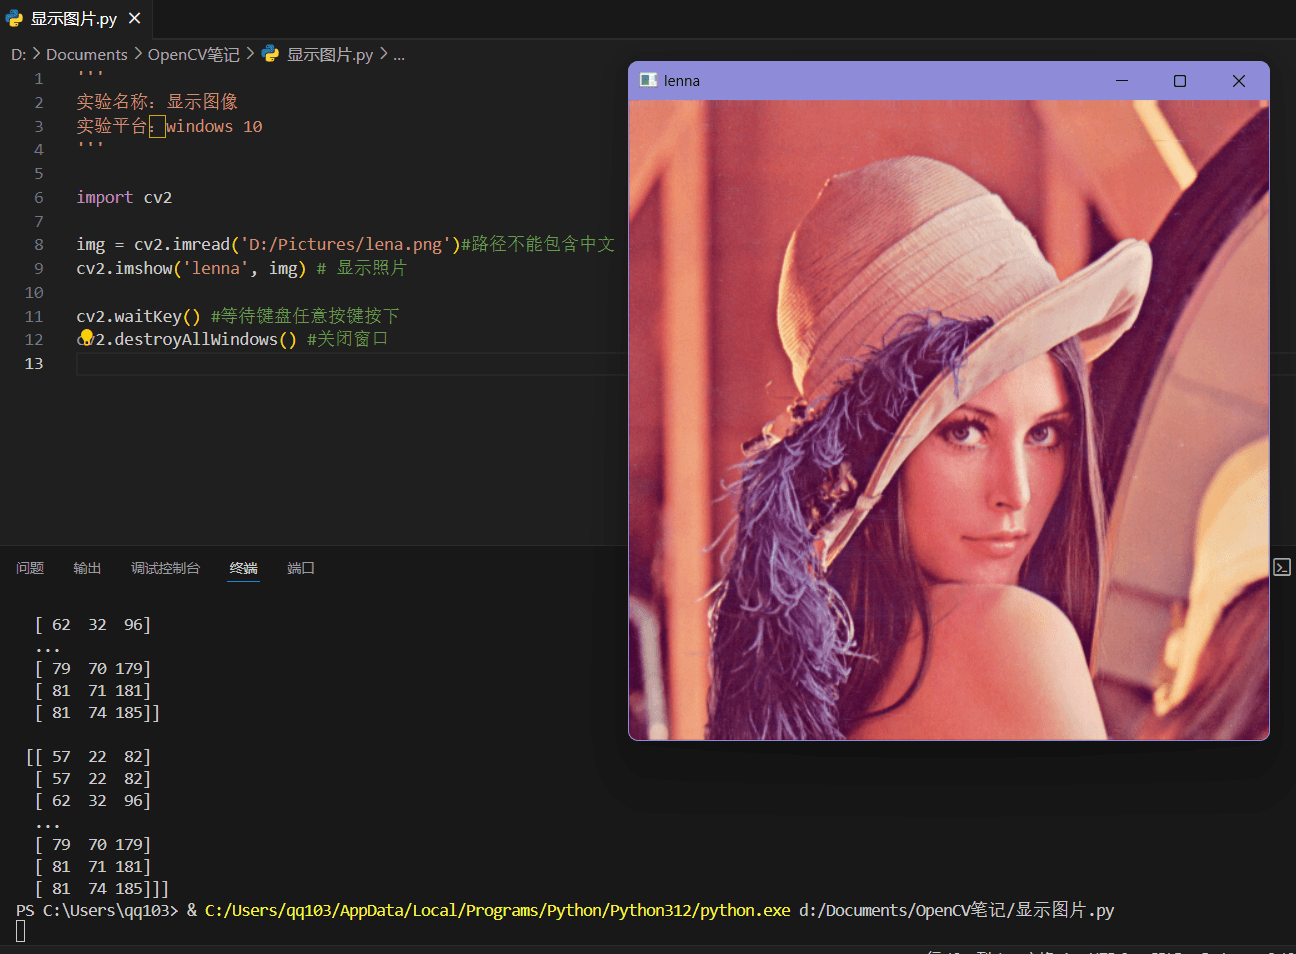 显示图片.py
D: > Documents > OpenCV笔记 > 显示图片.py > ...
1 '''
2 实验名称：显示图像
3 实验平台：windows 10
4 '''
5
6 import cv2
7
8 img = cv2.imread('D:/Pictures/lena.png')#路径不能包含中文
9 cv2.imshow('lenna', img) # 显示照片
10
11 cv2.waitKey() #等待键盘任意按键按下
12 cv2.destroyAllWindows() #关闭窗口
13
lenna
问题 输出 调试控制台 终端 端口
[ 62 32 96]
...
[ 79 70 179]
[ 81 71 181]
[ 81 74 185]]
[[ 57 22 82]
[ 57 22 82]
[ 62 32 96]
...
[ 79 70 179]
[ 81 71 181]
[ 81 74 185]]]
PS C:\Users\qq103> & C:/Users/qq103/AppData/Local/Programs/Python/Python312/python.exe d:/Documents/OpenCV笔记/显示图片.py